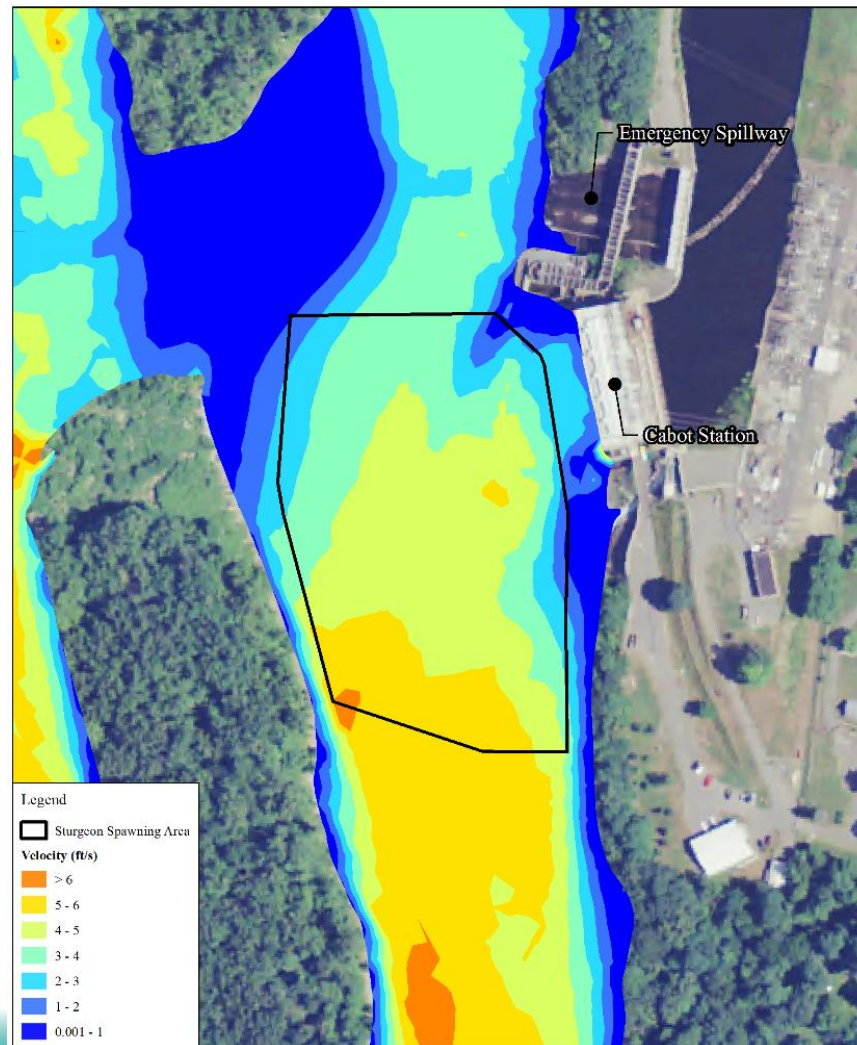 Emergency Spillway
Cabot Station
Legend
Sturgeon Spawning Area
Velocity (ft/s)
> 6
5 - 6
4 - 5
3 - 4
2 - 3
1 - 2
0.001 - 1